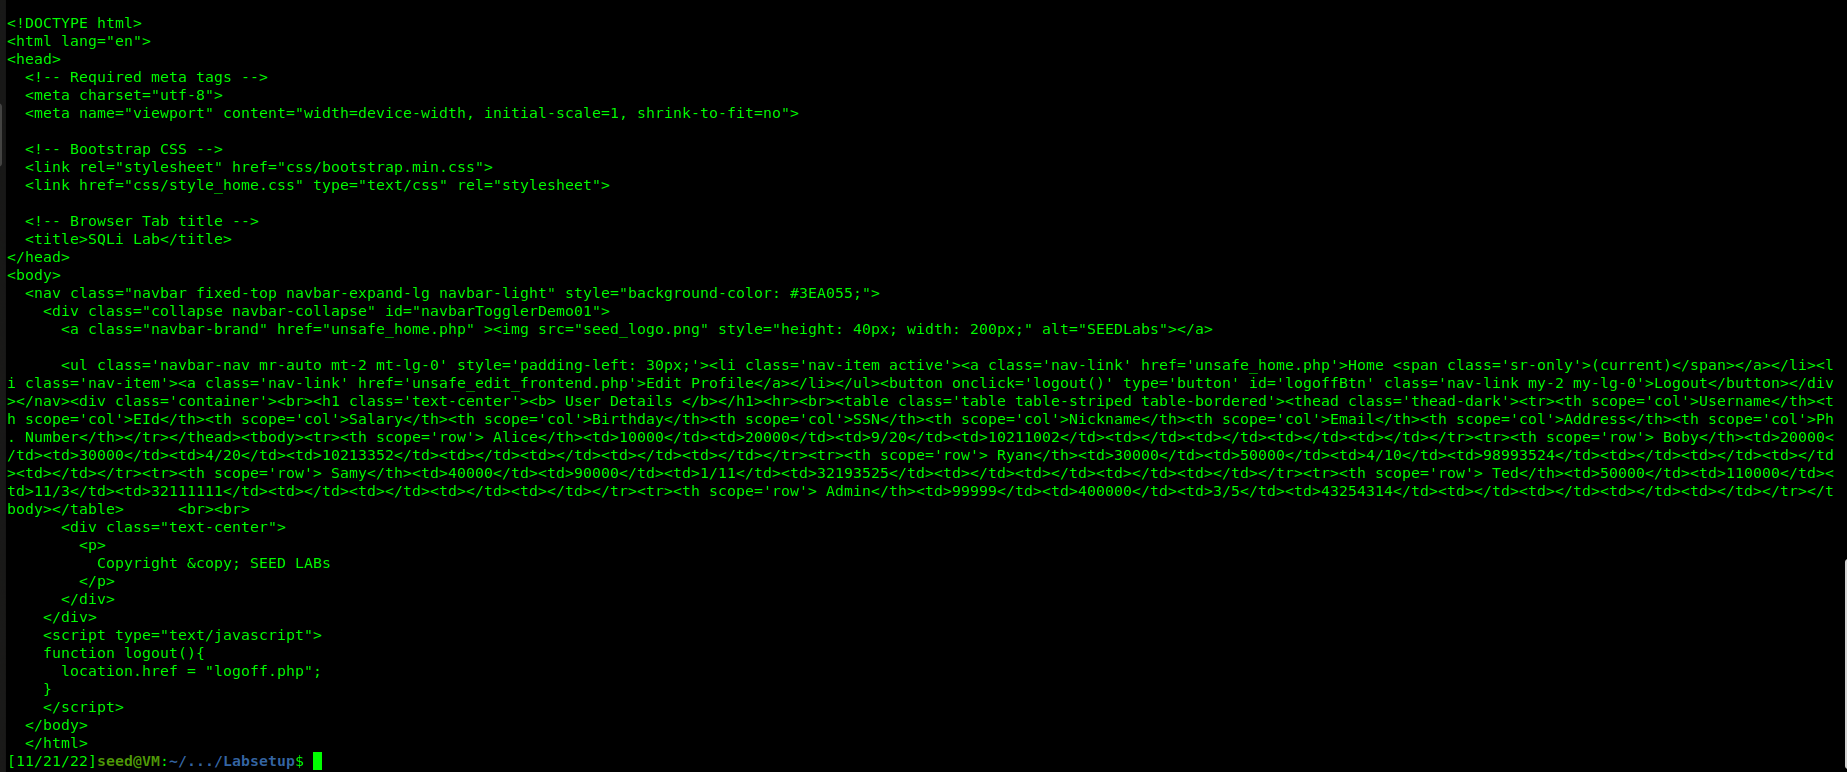 <!DOCTYPE html>
<html lang="en">
<head>
  <!-- Required meta tags -->
  <meta charset="utf-8">
  <meta name="viewport" content="width=device-width, initial-scale=1, shrink-to-fit=no">

  <!-- Bootstrap CSS -->
  <link rel="stylesheet" href="css/bootstrap.min.css">
  <link href="css/style_home.css" type="text/css" rel="stylesheet">

  <!-- Browser Tab title -->
  <title>SQLi Lab</title>
</head>
<body>
  <nav class="navbar fixed-top navbar-expand-lg navbar-light" style="background-color: #3EA055;">
    <div class="collapse navbar-collapse" id="navbarTogglerDemo01">
      <a class="navbar-brand" href="unsafe_home.php" ><img src="seed_logo.png" style="height: 40px; width: 200px;" alt="SEEDLabs"></a>

      <ul class='navbar-nav mr-auto mt-2 mt-lg-0' style='padding-left: 30px;'><li class='nav-item active'><a class='nav-link' href='unsafe_home.php'>Home <span class='sr-only'>(current)</span></a></li><l
i class='nav-item'><a class='nav-link' href='unsafe_edit_frontend.php'>Edit Profile</a></li></ul><button onclick='logout()' type='button' id='logoffBtn' class='nav-link my-2 my-lg-0'>Logout</button></div
></nav><div class='container'><br><h1 class='text-center'><b> User Details </b></h1><hr><br><table class='table table-striped table-bordered'><thead class='thead-dark'><tr><th scope='col'>Username</th><t
h scope='col'>EId</th><th scope='col'>Salary</th><th scope='col'>Birthday</th><th scope='col'>SSN</th><th scope='col'>Nickname</th><th scope='col'>Email</th><th scope='col'>Address</th><th scope='col'>Ph
. Number</th></tr></thead><tbody><tr><th scope='row'> Alice</th><td>10000</td><td>20000</td><td>9/20</td><td>10211002</td><td></td><td></td><td></td><td></td></tr><tr><th scope='row'> Boby</th><td>20000<
/td><td>30000</td><td>4/20</td><td>10213352</td><td></td><td></td><td></td><td></td></tr><tr><th scope='row'> Ryan</th><td>30000</td><td>50000</td><td>4/10</td><td>98993524</td><td></td><td></td><td></td
><td></td></tr><tr><th scope='row'> Samy</th><td>40000</td><td>90000</td><td>1/11</td><td>32193525</td><td></td><td></td><td></td><td></td></tr><tr><th scope='row'> Ted</th><td>50000</td><td>110000</td><
td>11/3</td><td>32111111</td><td></td><td></td><td></td><td></td></tr><tr><th scope='row'> Admin</th><td>99999</td><td>400000</td><td>3/5</td><td>43254314</td><td></td><td></td><td></td><td></td></tr></t
body></table>      <br><br>
      <div class="text-center">
        <p>
          Copyright &copy; SEED LABs
        </p>
      </div>
    </div>
    <script type="text/javascript">
    function logout(){
      location.href = "logoff.php";
    }
    </script>
  </body>
  </html>
[11/21/22]seed@VM:~/.../Labsetup$